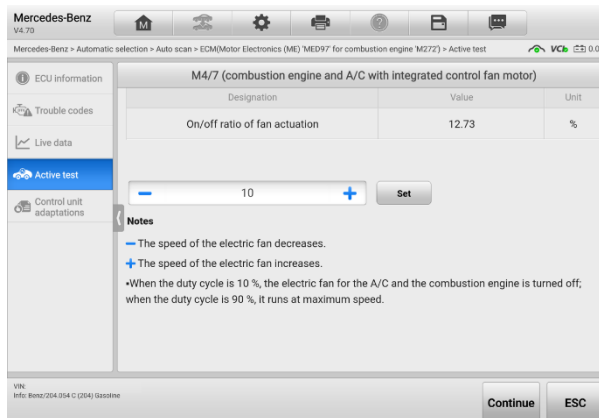 Mercedes-Benz
V4.70
Mercedes-Benz > Automatic selection > Auto scan > ECM(Motor Electronics (ME) 'MED97' for combustion engine 'M272') > Active test
VCI 0.0
ECU information
Trouble codes
Live data
Active test
Control unit
adaptations
M4/7 (combustion engine and A/C with integrated control fan motor)
Designation Value Unit
On/off ratio of fan actuation 12.73 %
− 10 + Set
Notes
− The speed of the electric fan decreases.
+ The speed of the electric fan increases.
•When the duty cycle is 10 %, the electric fan for the A/C and the combustion engine is turned off;
when the duty cycle is 90 %, it runs at maximum speed.
VIN:
Info: Benz/204.054 C (204) Gasoline
Continue ESC